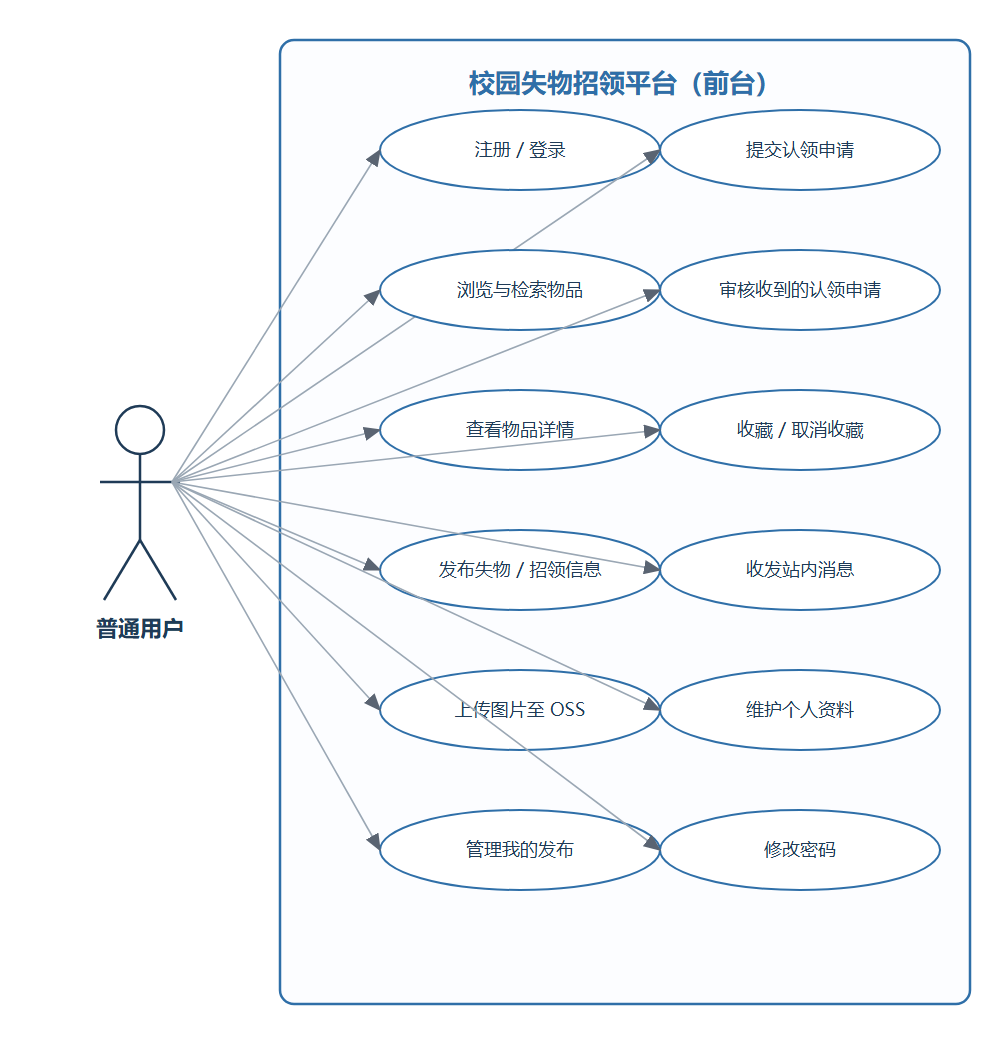 校园失物招领平台（前台）
注册 / 登录
提交认领申请
浏览与检索物品
审核收到的认领申请
查看物品详情
收藏 / 取消收藏
发布失物 / 招领信息
收发站内消息
普通用户
上传图片至 OSS
维护个人资料
管理我的发布
修改密码